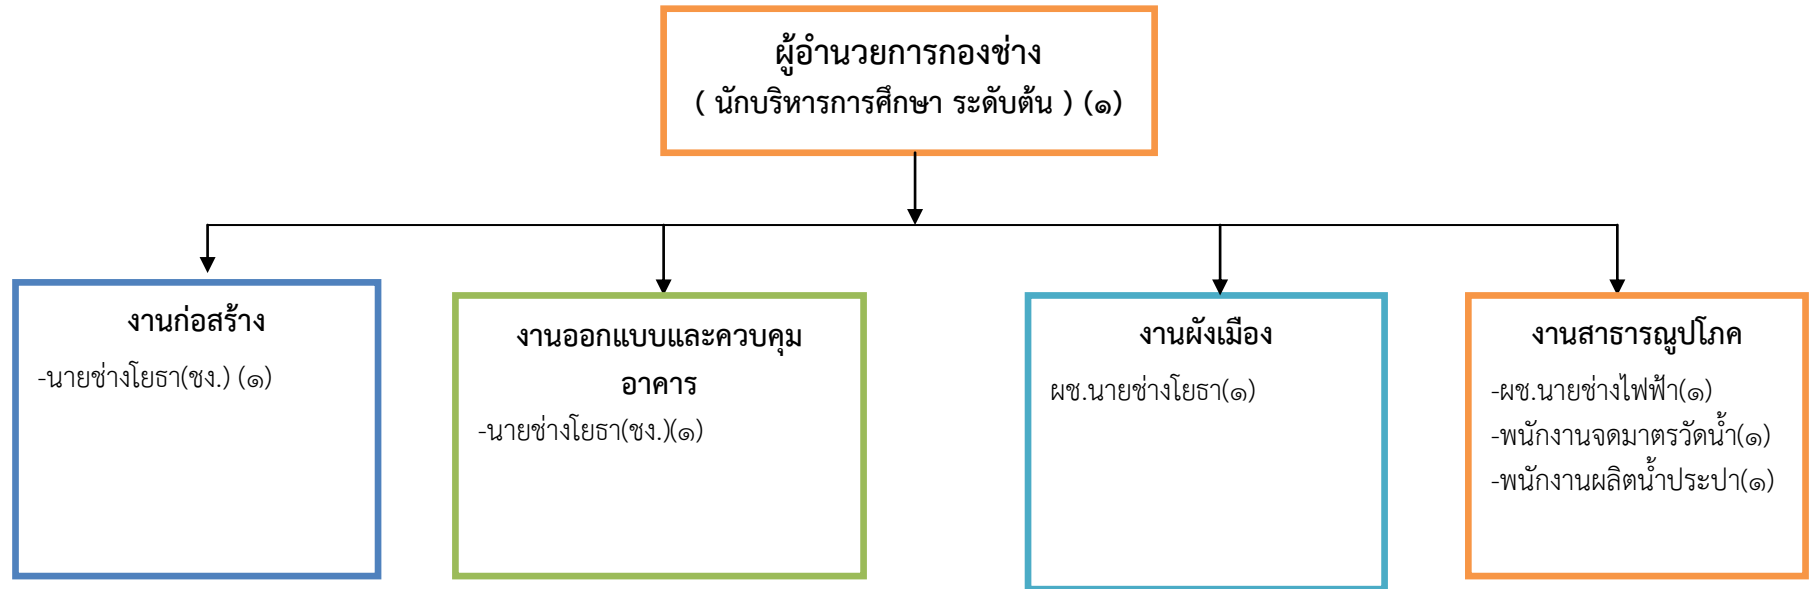 ผู้อำนวยการกองช่าง
( นักบริหารการศึกษา ระดับต้น ) (๑)
งานก่อสร้าง
-นายช่างโยธา(ชง.) (๑)
งานออกแบบและควบคุม
อาคาร
-นายช่างโยธา(ชง.)(๑)
งานผังเมือง
ผช.นายช่างโยธา(๑)
งานสาธารณูปโภค
-ผช.นายช่างไฟฟ้า(๑)
-พนักงานจดมาตรวัดน้ำ(๑)
-พนักงานผลิตน้ำประปา(๑)